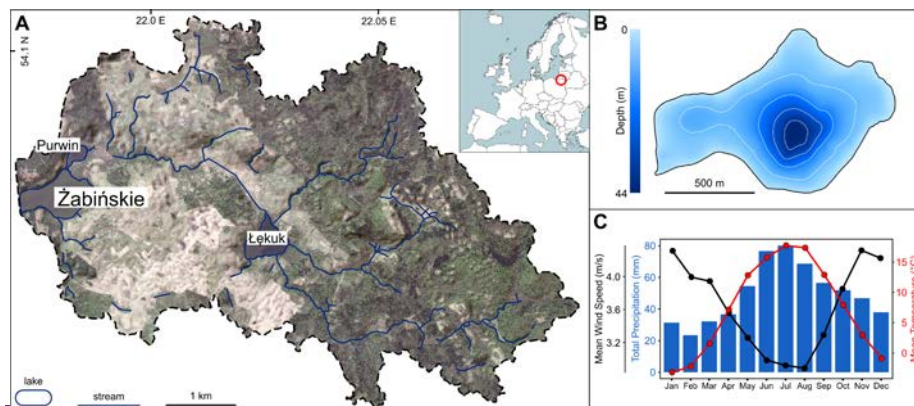 A
22.0 E
22.05 E
54.1 N
Purwin
Żabińskie
Łękuk
lake
stream
1 km
B
0
Depth (m)
44
500 m
C
Mean Wind Speed (m/s)
4.0
3.6
3.2
Total Precipitation (mm)
80
60
40
20
0
15
10
5
0
Mean Temperature (°C)
Jan Feb Mar Apr May Jun Jul Aug Sep Oct Nov Dec